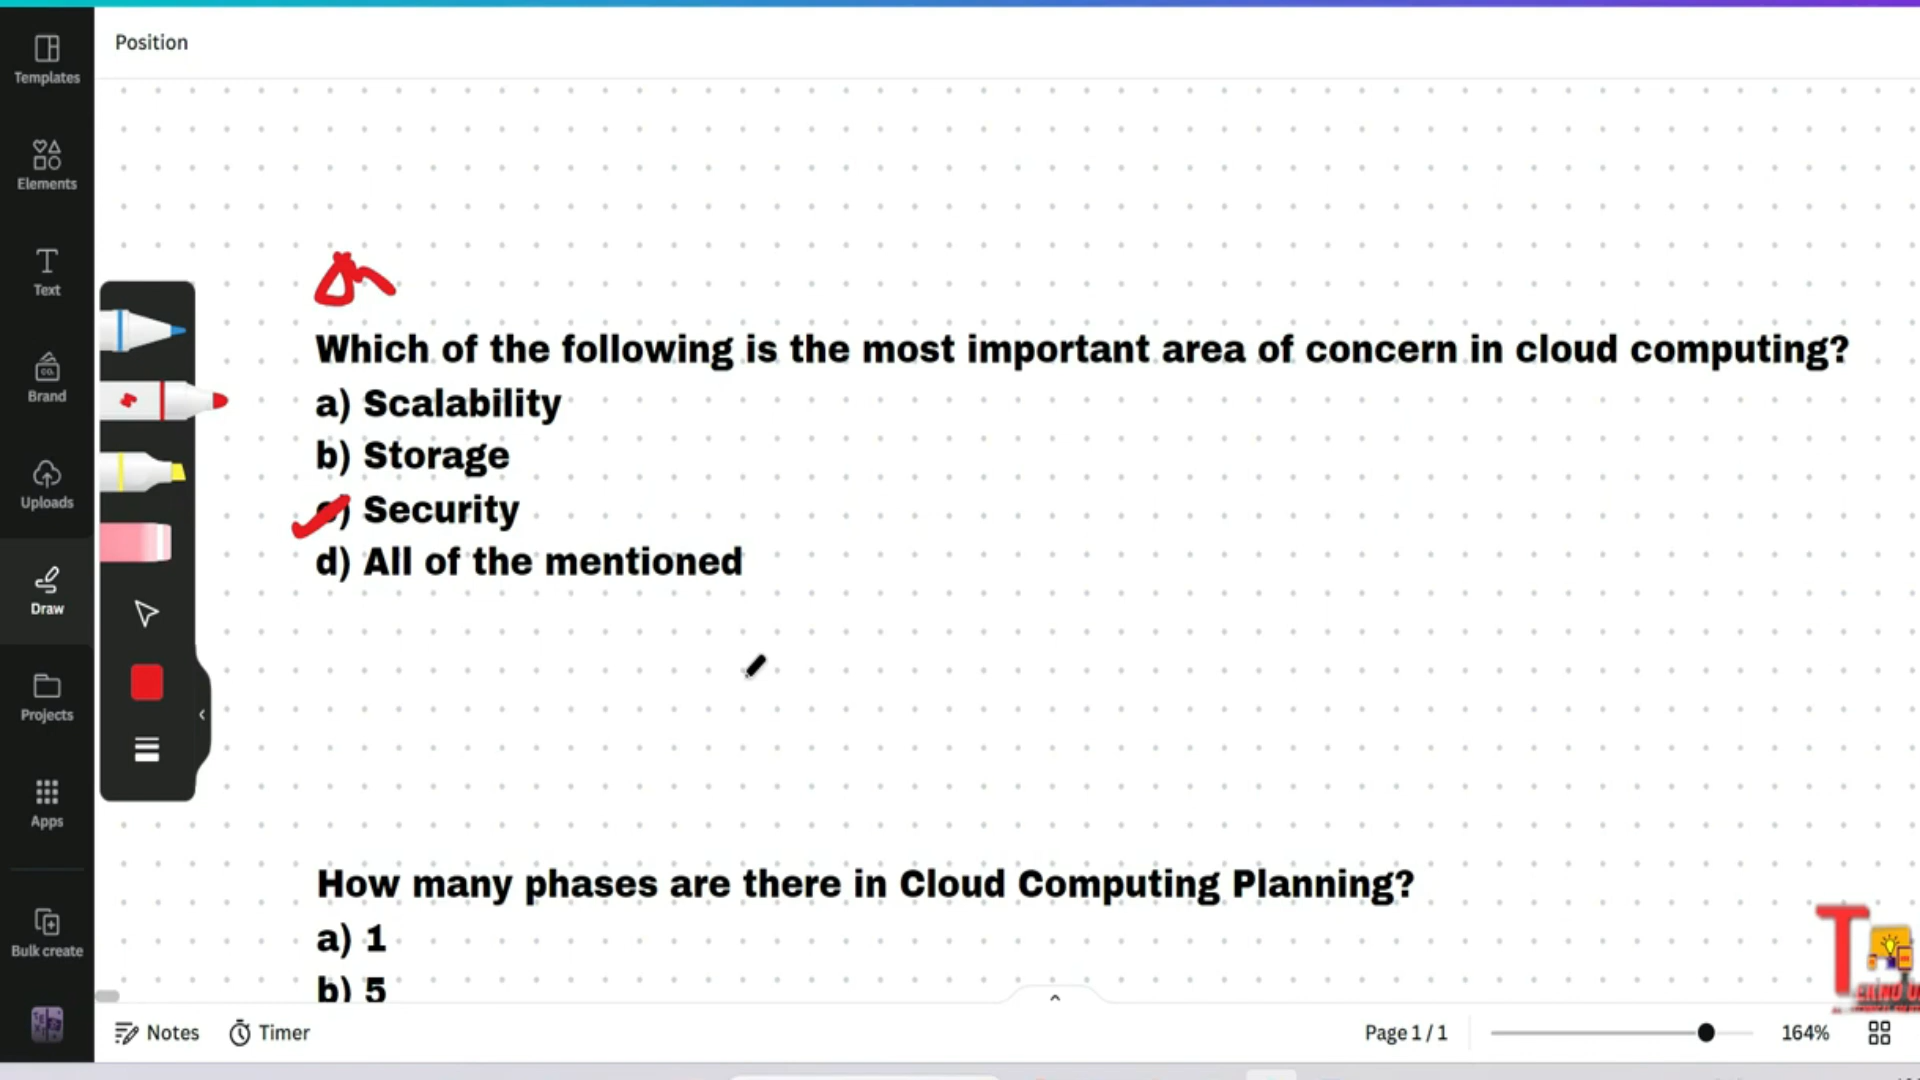 Position
Templates
Elements
Text
CO.
Brand
Uploads
Draw
Projects
Apps
Bulk create
Which of the following is the most important area of concern in cloud computing?
a) Scalability
b) Storage
c) Security
d) All of the mentioned
How many phases are there in Cloud Computing Planning?
a) 1
b) 5
Notes
Timer
Page 1 / 1
164%